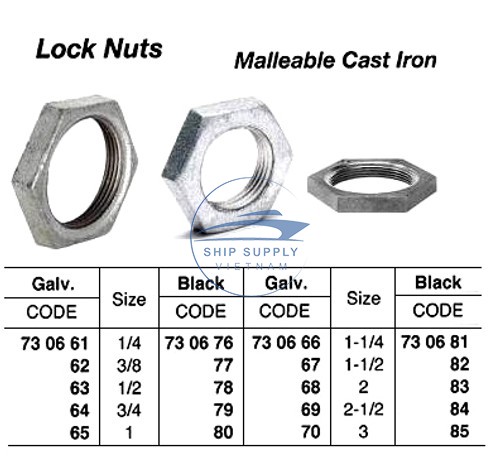 Lock Nuts
Malleable Cast Iron
SHIP SUPPLY
VIETNAM
Galv. Size Black Galv. Size Black
CODE CODE CODE CODE
73 06 61 1/4 73 06 76 73 06 66 1-1/4 73 06 81
62 3/8 77 67 1-1/2 82
63 1/2 78 68 2 83
64 3/4 79 69 2-1/2 84
65 1 80 70 3 85